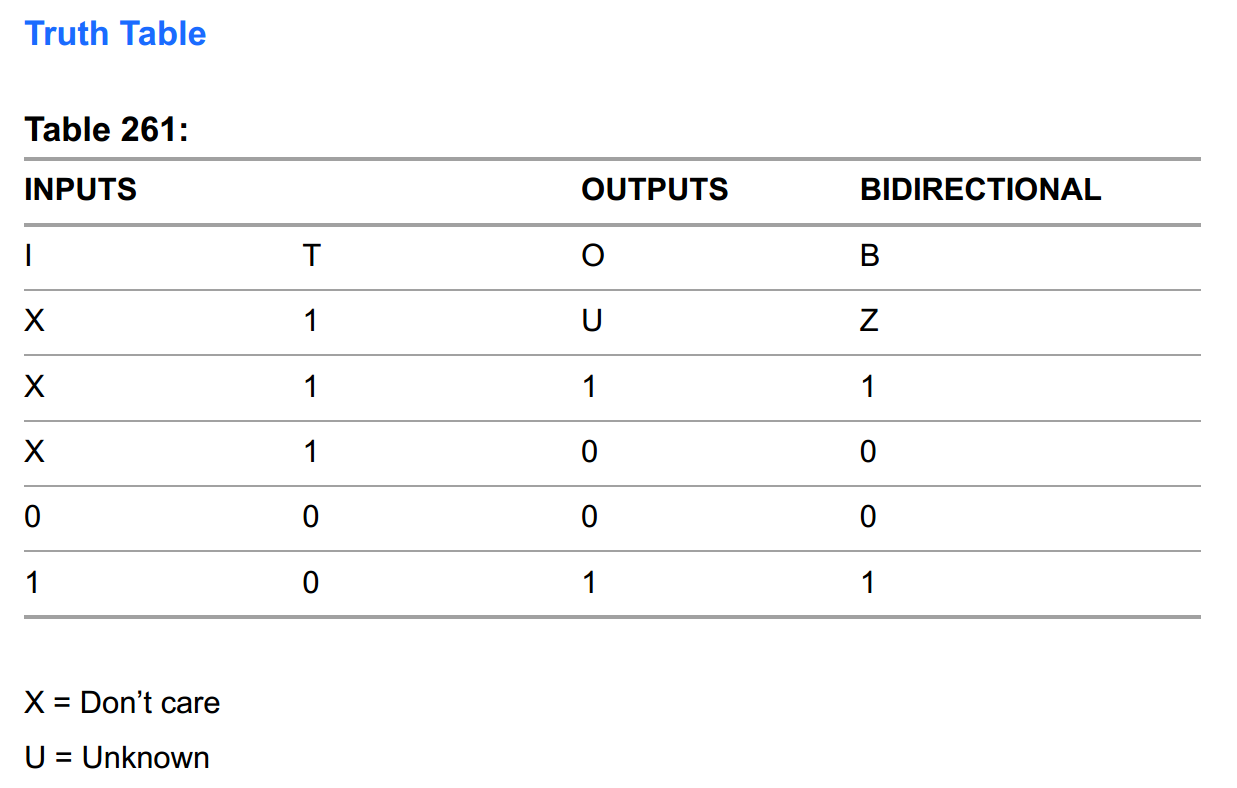 Truth Table
Table 261:
INPUTS OUTPUTS BIDIRECTIONAL
I T O B
X 1 U Z
X 1 1 1
X 1 0 0
0 0 0 0
1 0 1 1
X = Don’t care
U = Unknown